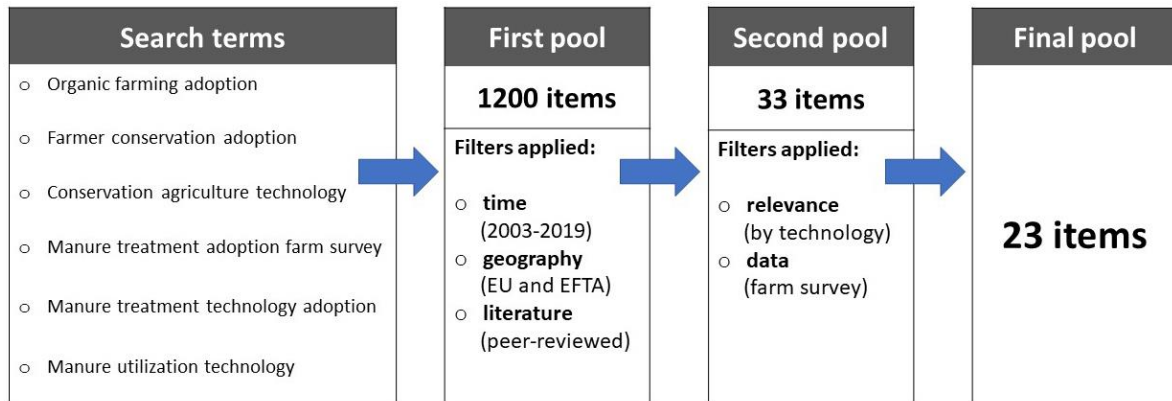 Search terms
○ Organic farming adoption
○ Farmer conservation adoption
○ Conservation agriculture technology
○ Manure treatment adoption farm survey
○ Manure treatment technology adoption
○ Manure utilization technology
First pool
1200 items
Filters applied:
○ time
(2003-2019)
○ geography
(EU and EFTA)
○ literature
(peer-reviewed)
Second pool
33 items
Filters applied:
○ relevance
(by technology)
○ data
(farm survey)
Final pool
23 items